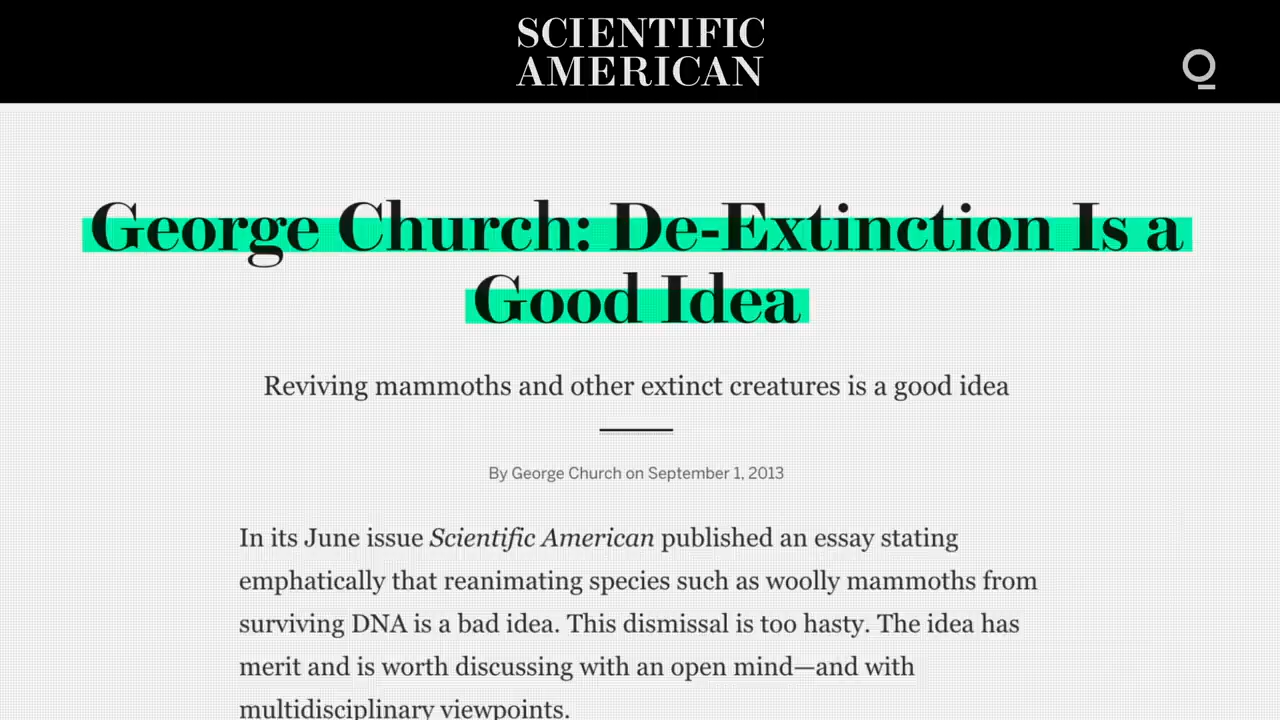 SCIENTIFIC
AMERICAN
George Church: De-Extinction Is a
Good Idea
Reviving mammoths and other extinct creatures is a good idea
By George Church on September 1, 2013
In its June issue Scientific American published an essay stating
emphatically that reanimating species such as woolly mammoths from
surviving DNA is a bad idea. This dismissal is too hasty. The idea has
merit and is worth discussing with an open mind—and with
multidisciplinary viewpoints.